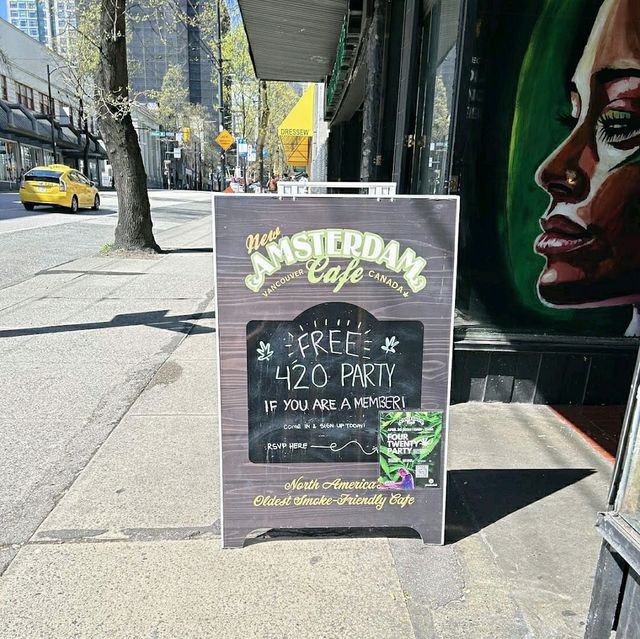 DRESSEW
New
AMSTERDAM
VANCOUVER Cafe CANADA
FREE
420 PARTY
IF YOU ARE A MEMBER!
COME IN & SIGN UP TODAY!
RSVP HERE
FOUR
TWENTY
PARTY
North America's
Oldest Smoke-Friendly Cafe